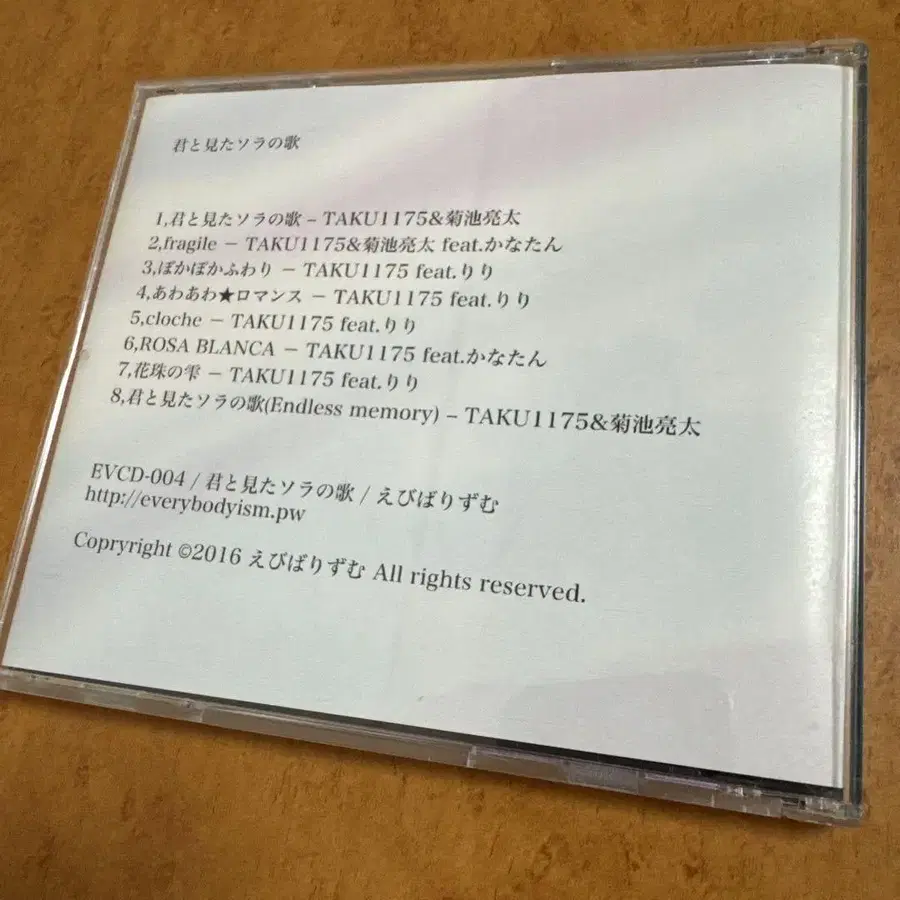 君と見たソラの歌
1,君と見たソラの歌 – TAKU1175&菊池亮太
2,fragile － TAKU1175&菊池亮太 feat.かなたん
3,ぽかぽかふわり － TAKU1175 feat.りり
4,あわあわ★ロマンス － TAKU1175 feat.りり
5,cloche － TAKU1175 feat.りり
6,ROSA BLANCA － TAKU1175 feat.かなたん
7,花珠の雫 － TAKU1175 feat.りり
8,君と見たソラの歌(Endless memory) – TAKU1175&菊池亮太
EVCD-004 / 君と見たソラの歌 / えびばりずむ
http://everybodyism.pw
Copryright ©2016 えびばりずむ All rights reserved.